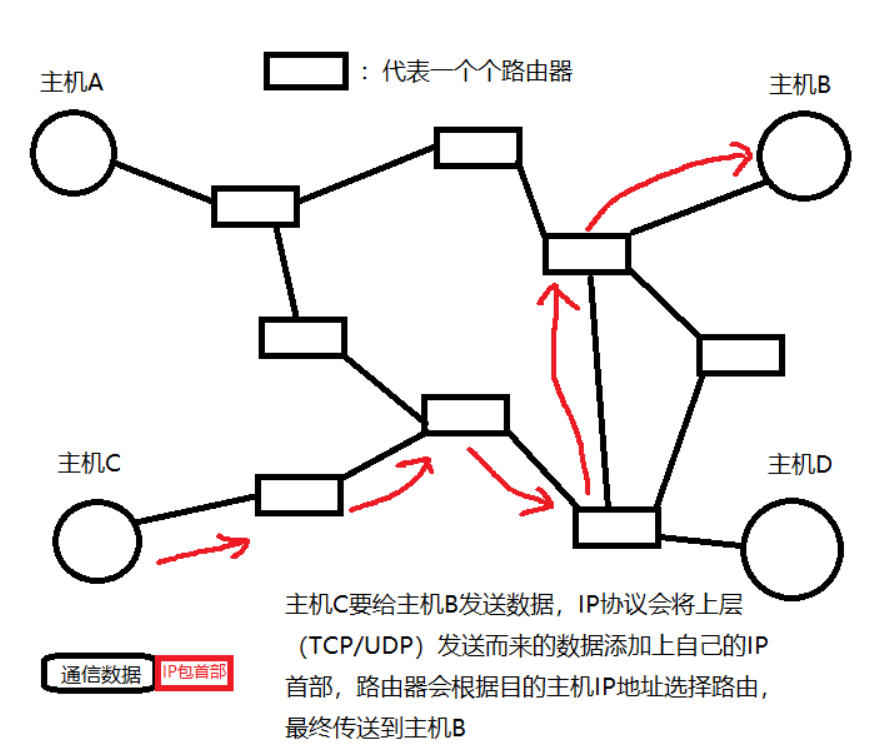 主机A
：代表一个个路由器
主机B
主机C
主机D
主机C要给主机B发送数据，IP协议会将上层
（TCP/UDP）发送而来的数据添加上自己的IP
首部，路由器会根据目的主机IP地址选择路由，
最终传送到主机B
通信数据 IP包首部